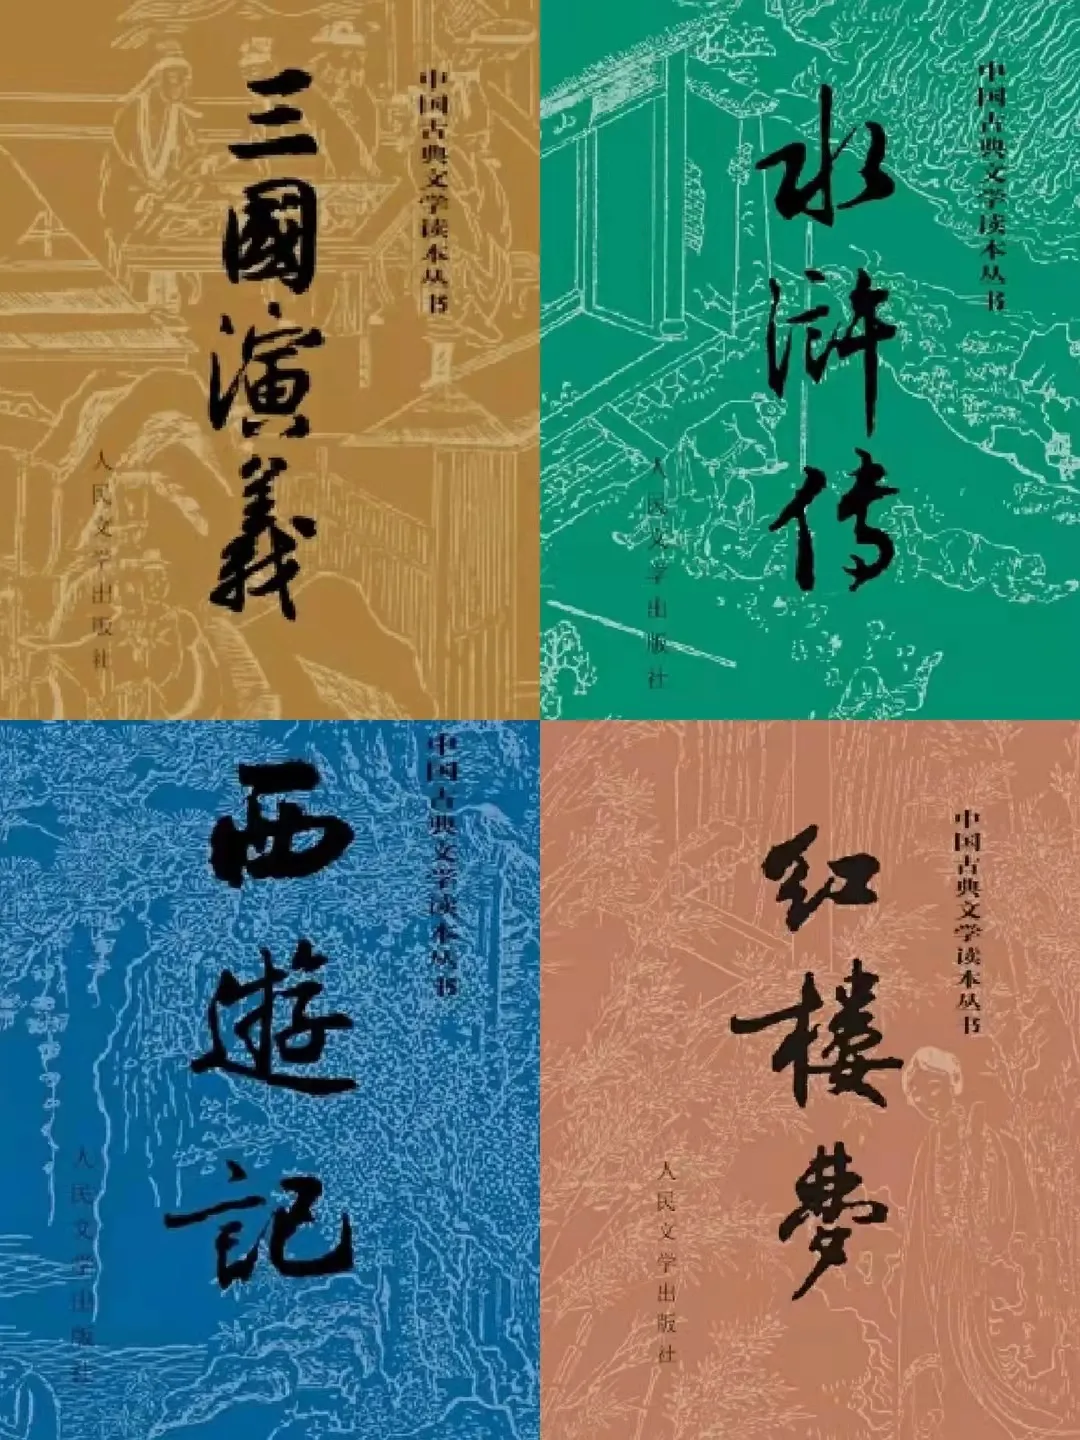 三國演義
中国古典文学读本丛书
人民文学出版社
水浒传
中国古典文学读本丛书
人民文学出版社
西遊記
中国古典文学读本丛书
人民文学出版社
红楼梦
中国古典文学读本丛书
人民文学出版社